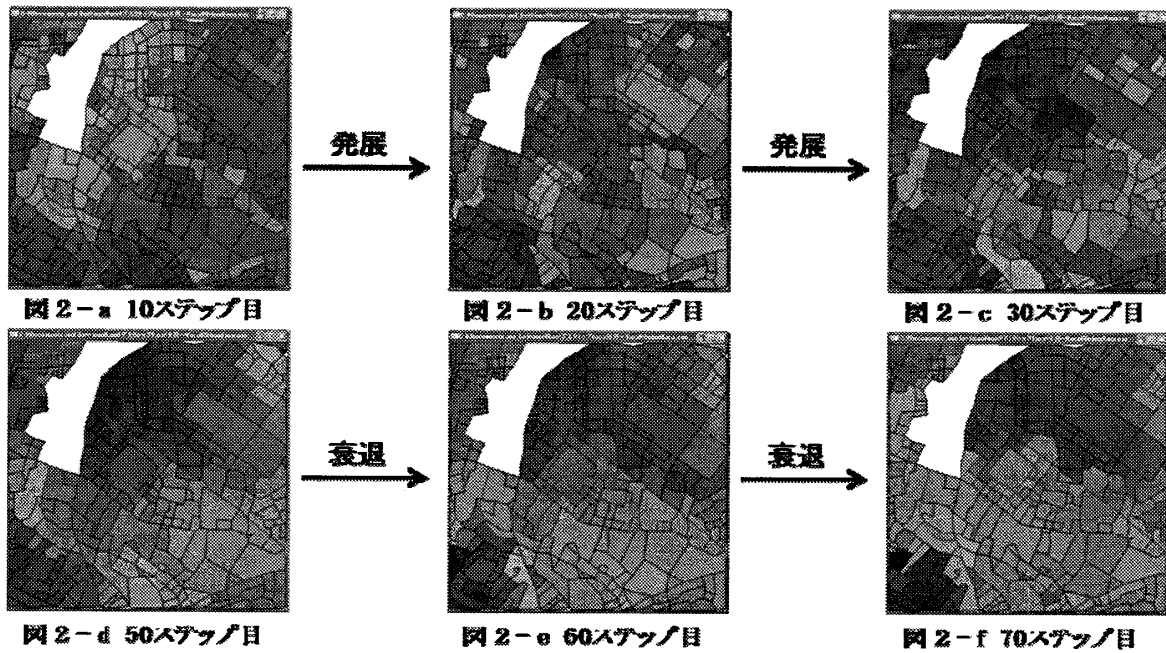 発展
発展
図2-a 10ステップ目
図2-b 20ステップ目
図2-c 30ステップ目
衰退
衰退
図2-d 50ステップ目
図2-e 60ステップ目
図2-f 70ステップ目